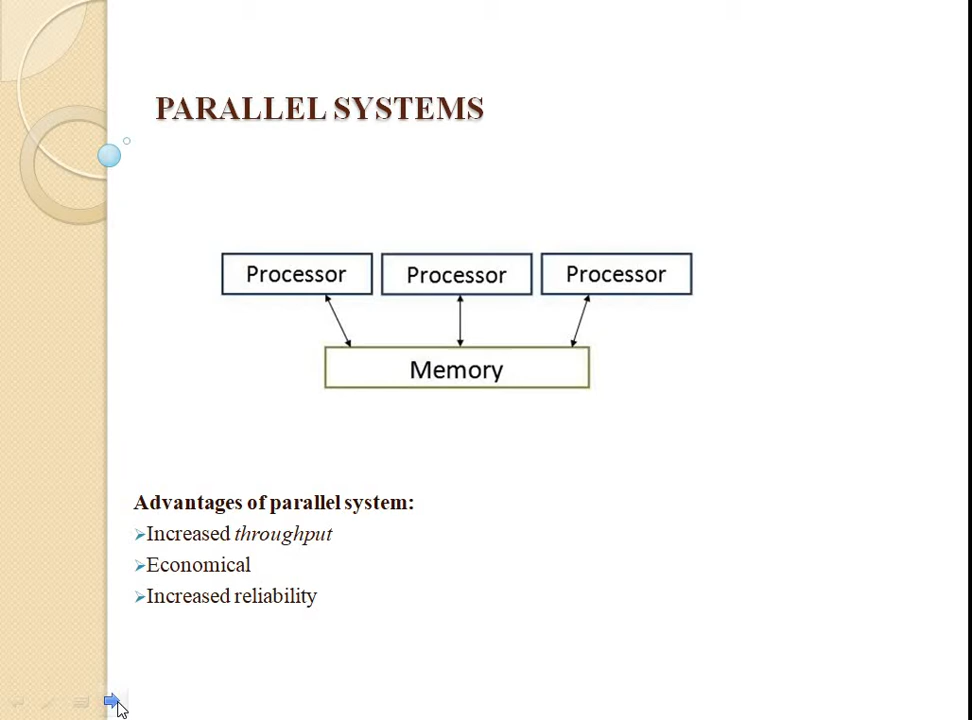 PARALLEL SYSTEMS
Processor Processor Processor
Memory
Advantages of parallel system:
➢Increased throughput
➢Economical
➢Increased reliability